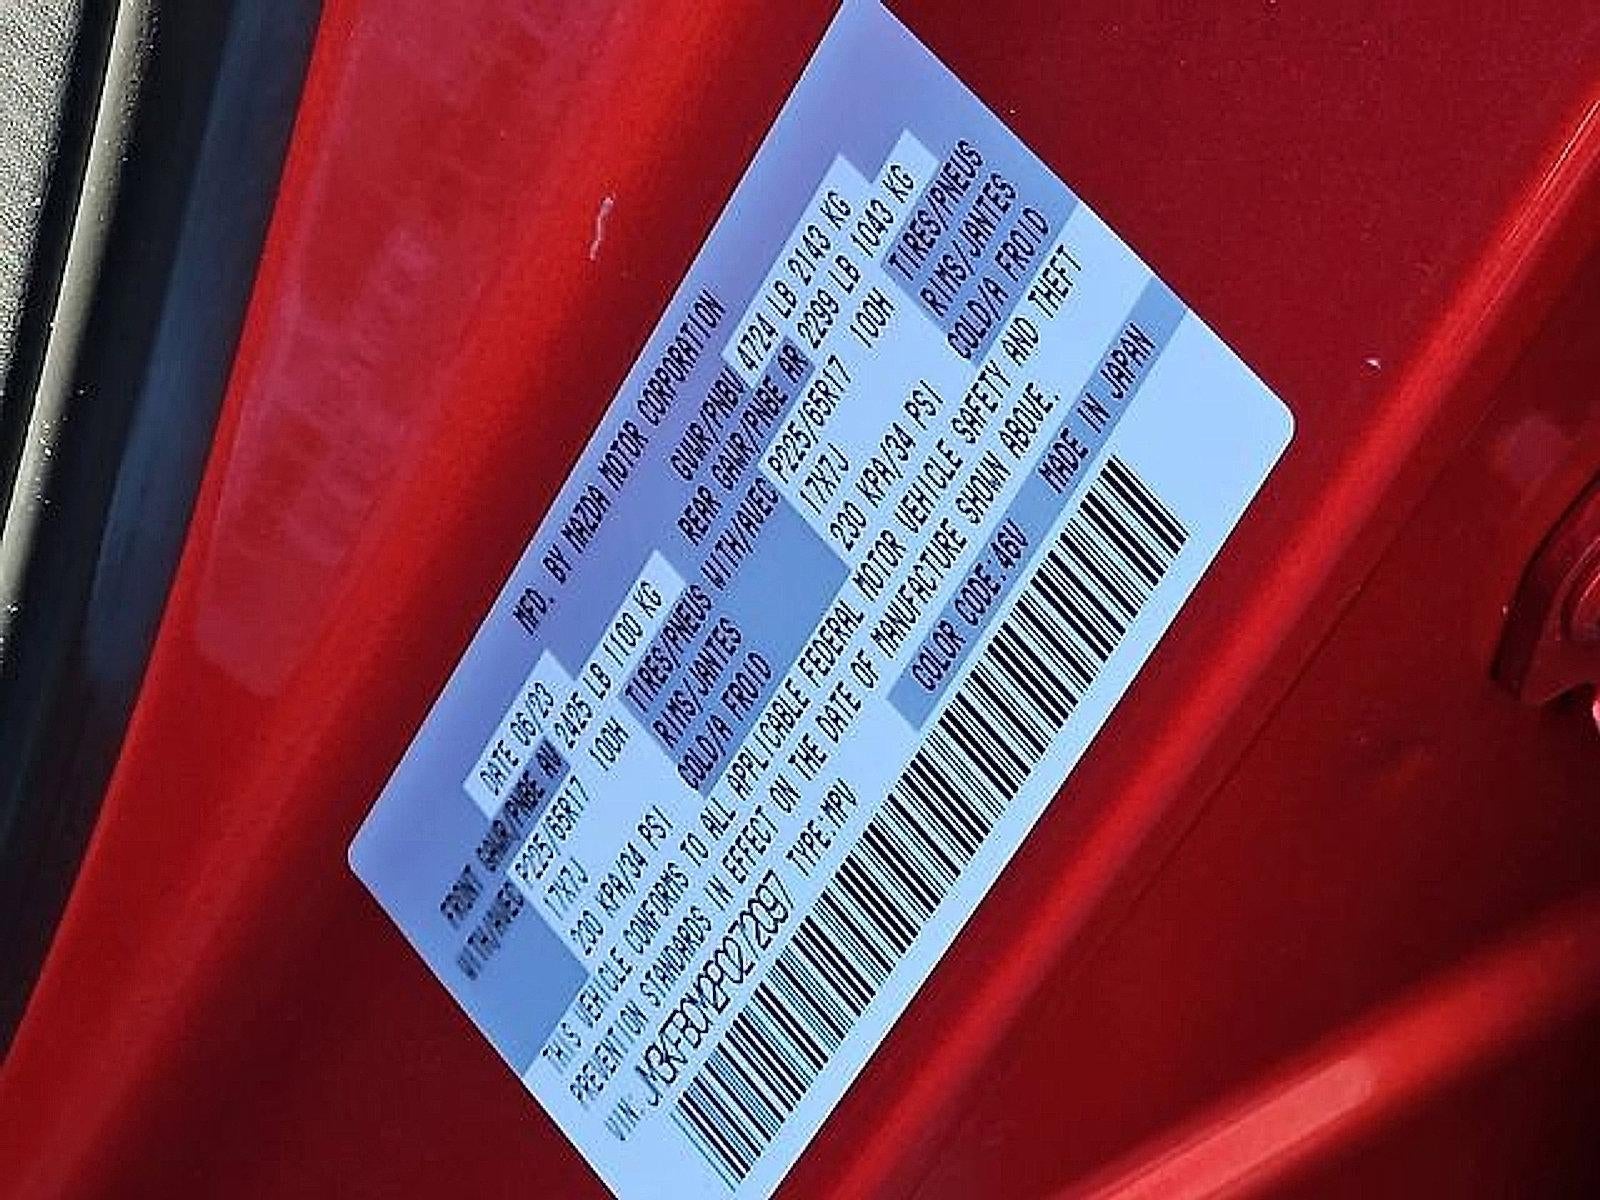 MFD. BY MAZDA MOTOR CORPORATION
DATE 06/23 GVWR/PNBV 4724 LB 2143 KG
FRONT GAWR/PNBE AV 2425 LB 1100 KG REAR GAWR/PNBE AR 2299 LB 1043 KG
WITH/AVEC P225/65R17 100H TIRES/PNEUS WITH/AVEC P225/65R17 100H TIRES/PNEUS
17X7J RIMS/JANTES 17X7J RIMS/JANTES
230 KPA/34 PSI COLD/A FROID 230 KPA/34 PSI COLD/A FROID
THIS VEHICLE CONFORMS TO ALL APPLICABLE FEDERAL MOTOR VEHICLE SAFETY AND THEFT
PREVENTION STANDARDS IN EFFECT ON THE DATE OF MANUFACTURE SHOWN ABOVE.
VIN: JM3KFBCM2P0272097 TYPE:MPV COLOR CODE:46V MADE IN JAPAN